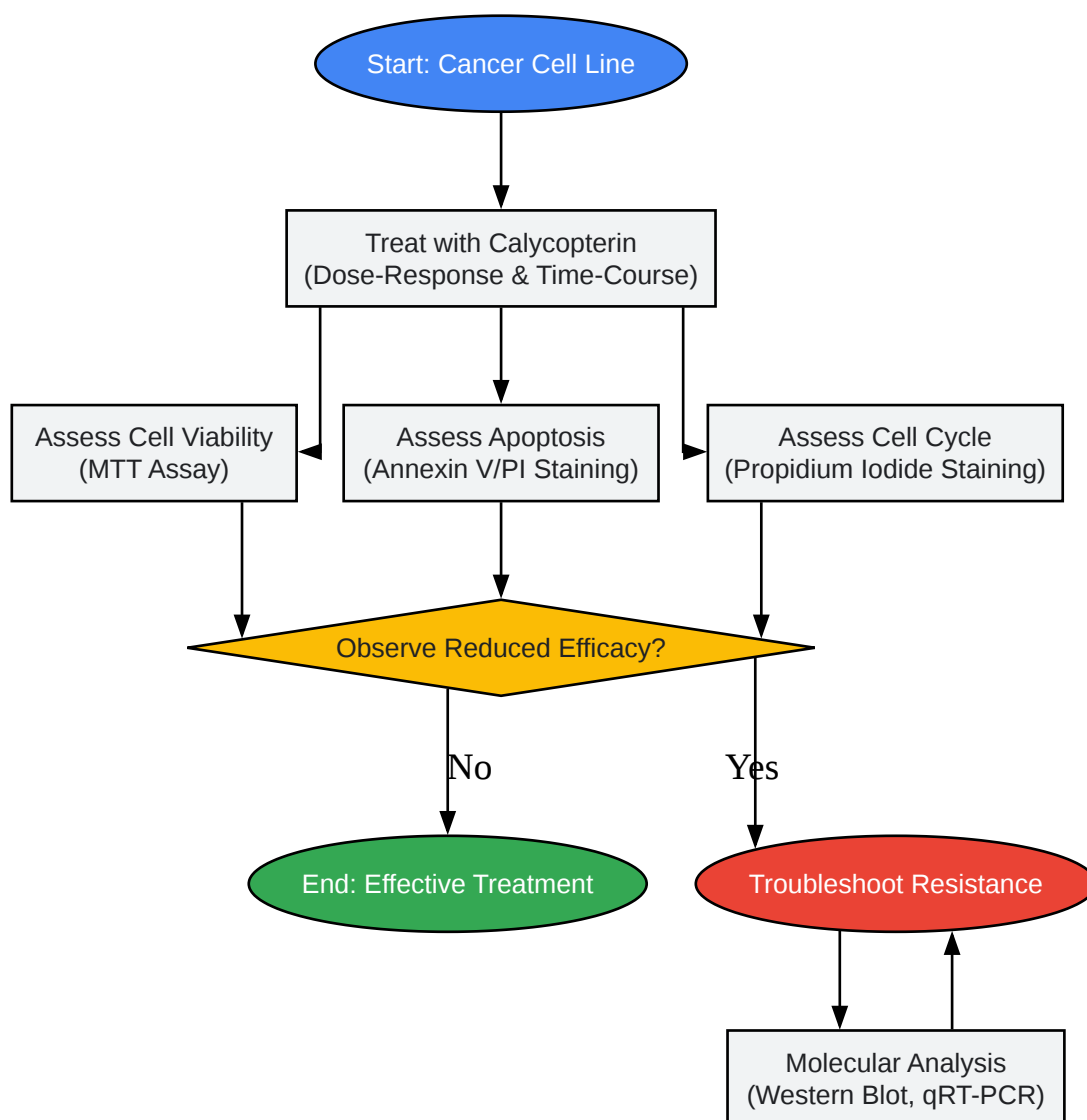 Start: Cancer Cell Line
Treat with Calycopterin
(Dose-Response & Time-Course)
Assess Cell Viability
(MTT Assay)
Assess Apoptosis
(Annexin V/PI Staining)
Assess Cell Cycle
(Propidium Iodide Staining)
Observe Reduced Efficacy?
No
Yes
End: Effective Treatment
Troubleshoot Resistance
Molecular Analysis
(Western Blot, qRT-PCR)